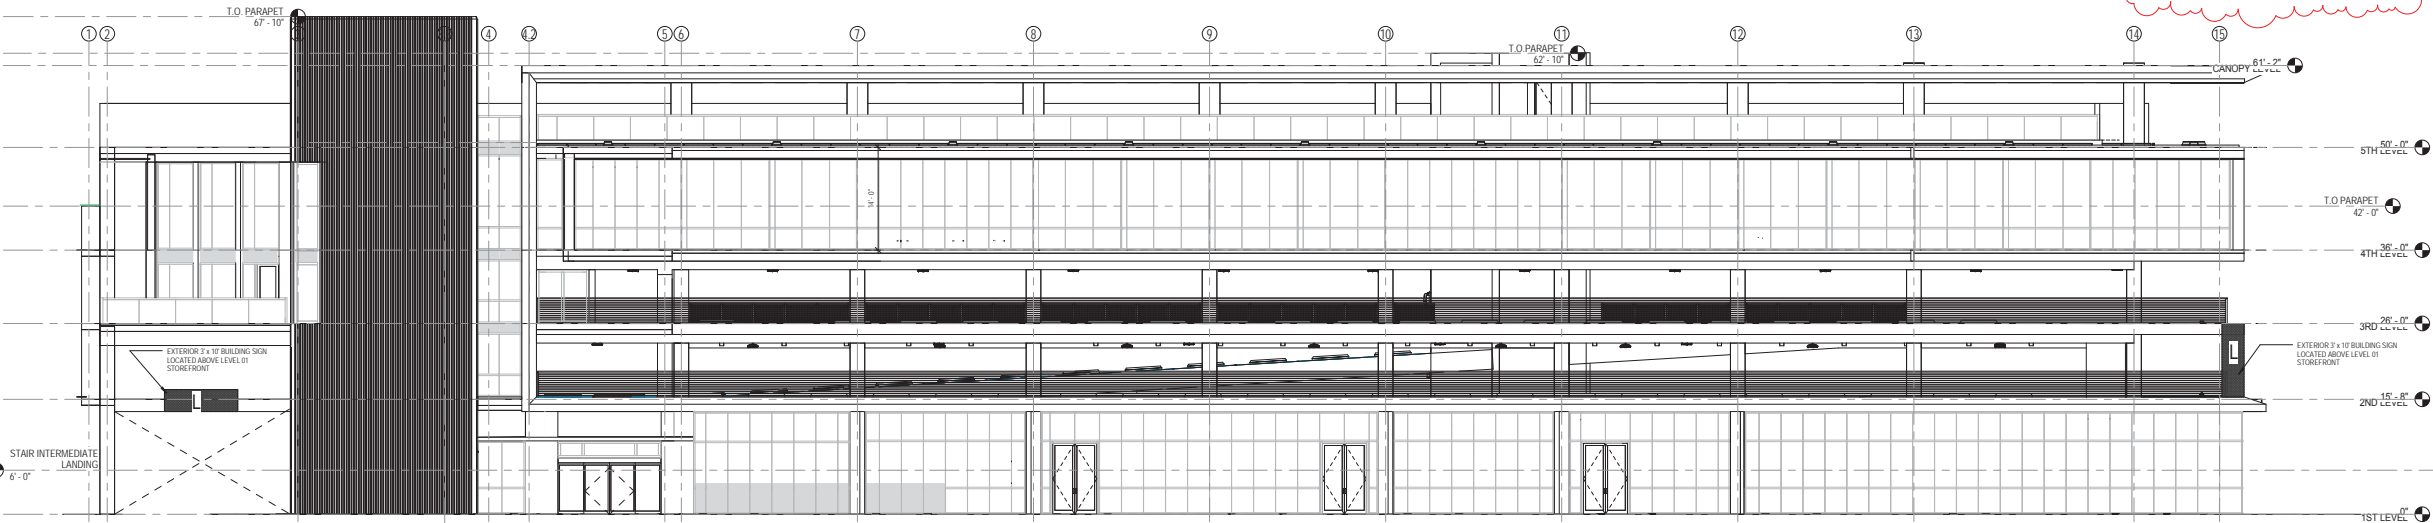 T.O. PARAPET
67' - 10"
1
2
4
4.2
5
6
7
8
9
10
11
12
13
14
15
T.O.PARAPET
62' - 10"
61' - 2"
CANOPY LEVEL
50' - 0"
5TH LEVEL
14' - 0"
T.O PARAPET
42' - 0"
36' - 0"
4TH LEVEL
26' - 0"
3RD LEVEL
EXTERIOR 3' x 10' BUILDING SIGN
LOCATED ABOVE LEVEL 01
STOREFRONT
EXTERIOR 3' x 10' BUILDING SIGN
LOCATED ABOVE LEVEL 01
STOREFRONT
15' - 8"
2ND LEVEL
STAIR INTERMEDIATE
LANDING
6' - 0"
0"
1ST LEVEL